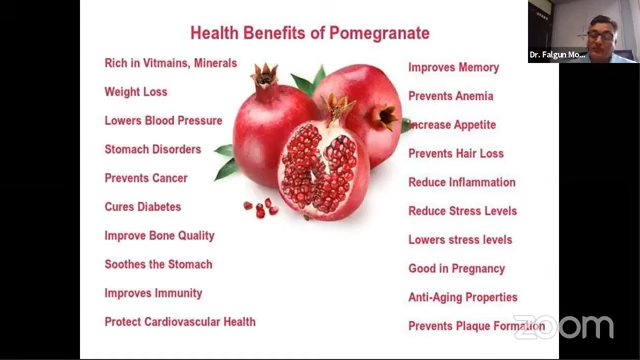 Health Benefits of Pomegranate
Rich in Vitmains, Minerals
Weight Loss
Lowers Blood Pressure
Stomach Disorders
Prevents Cancer
Cures Diabetes
Improve Bone Quality
Soothes the Stomach
Improves Immunity
Protect Cardiovascular Health
Improves Memory
Prevents Anemia
Increase Appetite
Prevents Hair Loss
Reduce Inflammation
Reduce Stress Levels
Lowers stress levels
Good in Pregnancy
Anti-Aging Properties
Prevents Plaque Formation
Dr. Falgun Mo...
zoom